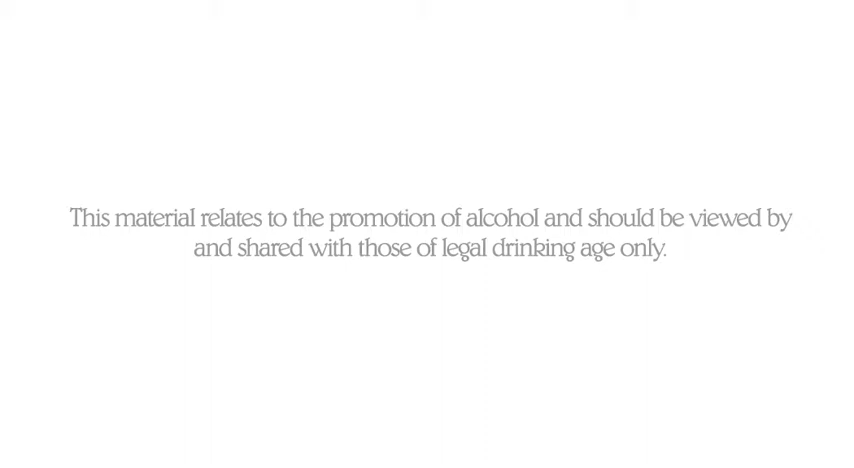 This material relates to the promotion of alcohol and should be viewed by
and shared with those of legal drinking age only.